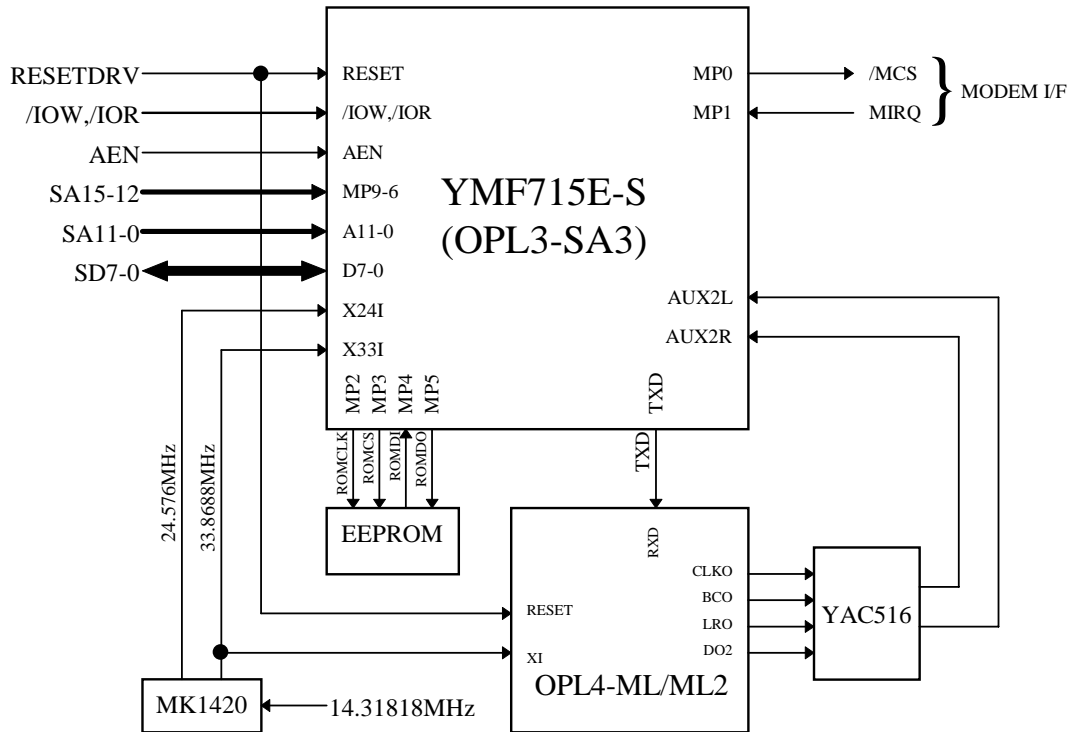 RESETDRV
/IOW,/IOR
AEN
SA15-12
SA11-0
SD7-0
RESET
/IOW,/IOR
AEN
MP9-6
A11-0
D7-0
X24I
X33I
YMF715E-S
(OPL3-SA3)
MP0
MP1
/MCS
MIRQ
} MODEM I/F
AUX2L
AUX2R
MP2
MP3
MP4
MP5
TXD
ROMCLK
ROMCS
ROMDI
ROMDO
TXD
24.576MHz
33.8688MHz
EEPROM
RXD
RESET
XI
CLKO
BCO
LRO
DO2
OPL4-ML/ML2
YAC516
MK1420
14.31818MHz